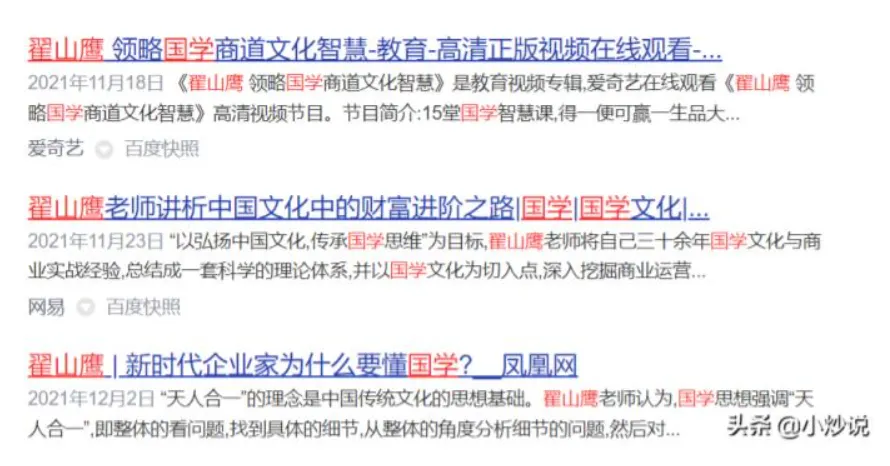 翟山鹰 领略国学商道文化智慧-教育-高清正版视频在线观看-...
2021年11月18日 《翟山鹰 领略国学商道文化智慧》是教育视频专辑,爱奇艺在线观看《翟山鹰 领
略国学商道文化智慧》高清视频节目。节目简介:15堂国学智慧课,得一便可赢一生品大...
爱奇艺 百度快照
翟山鹰老师讲析中国文化中的财富进阶之路|国学|国学文化|...
2021年11月23日 “以弘扬中国文化,传承国学思维”为目标,翟山鹰老师将自己三十余年国学文化与商
业实战经验,总结成一套科学的理论体系,并以国学文化为切入点,深入挖掘商业运营...
网易 百度快照
翟山鹰 | 新时代企业家为什么要懂国学?__凤凰网
2021年12月2日 “天人合一”的理念是中国传统文化的思想基础。翟山鹰老师认为,国学思想强调“天
人合一”,即整体的看问题,找到具体的细节,从整体的角度分析细节的问题,然后对...
头条 @小炒说